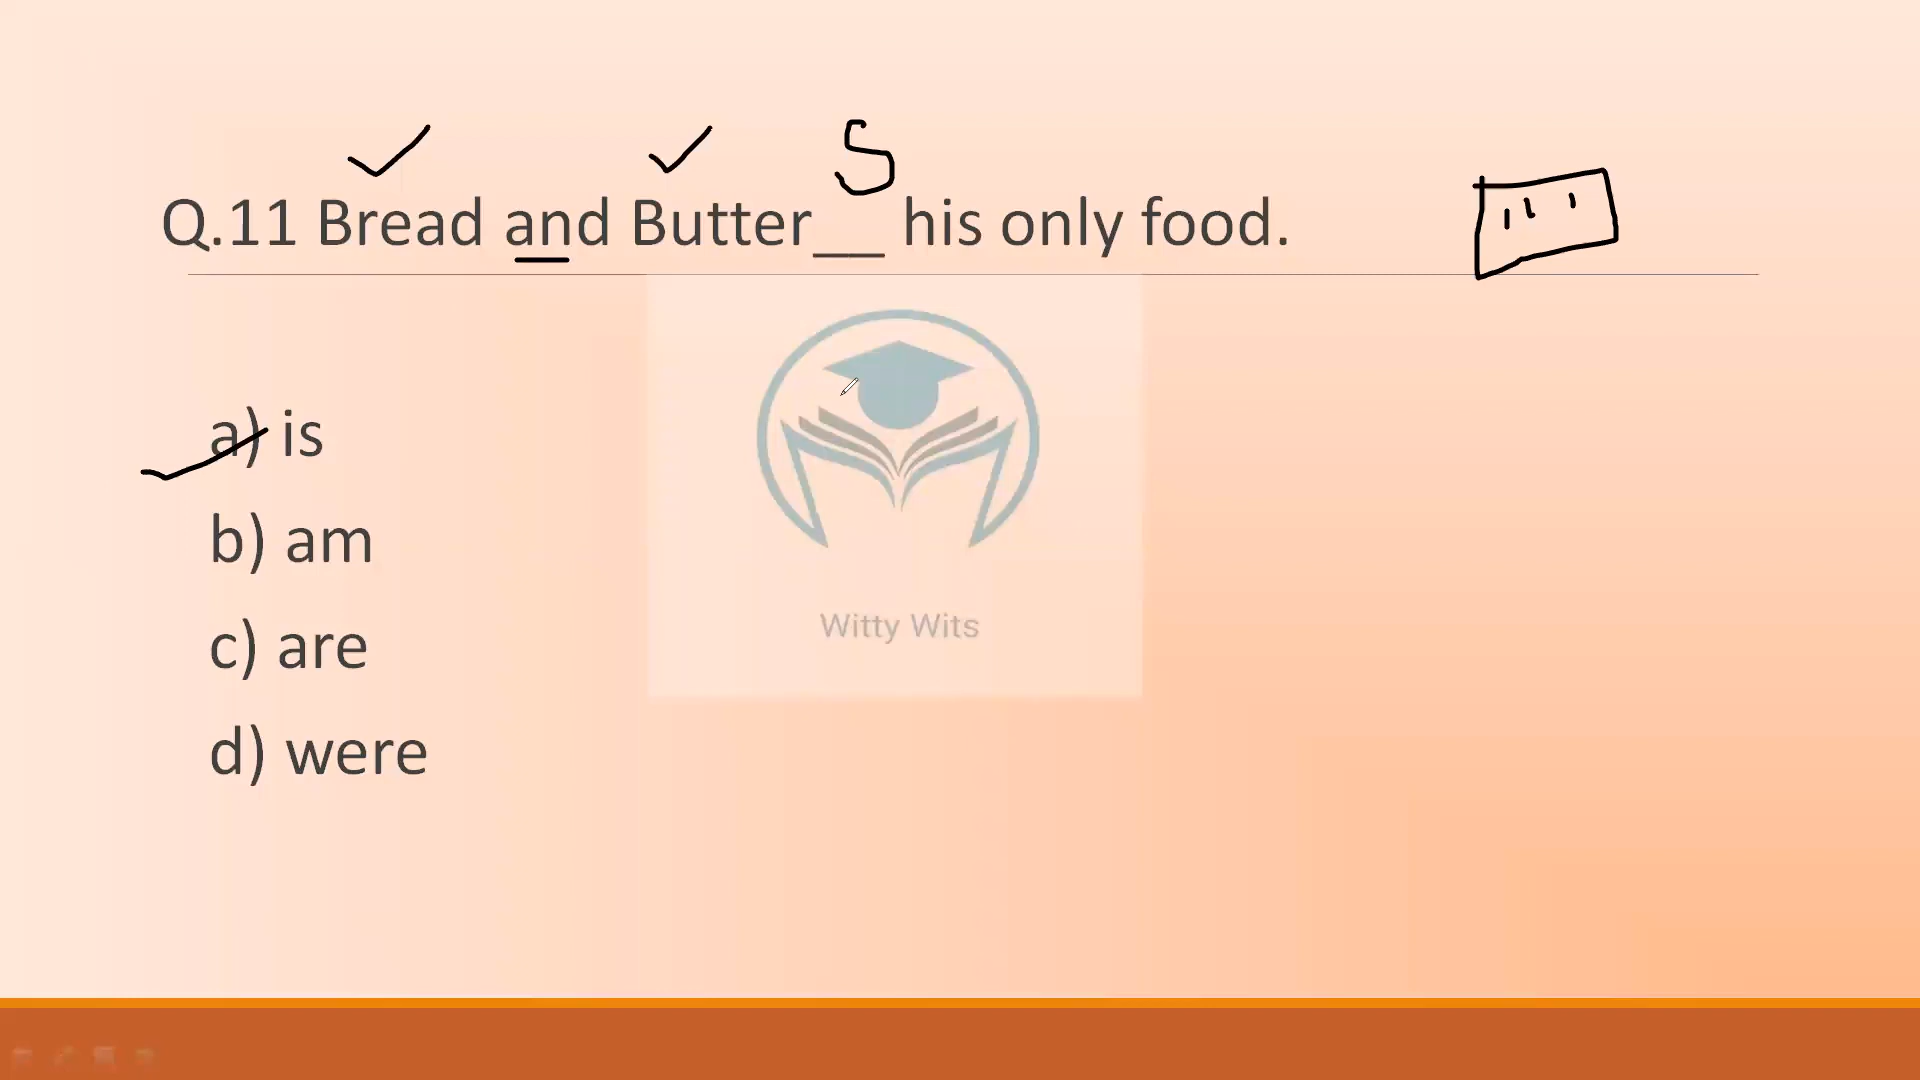 S
Q.11 Bread and Butter__ his only food.
a) is
b) am
c) are
d) were
Witty Wits